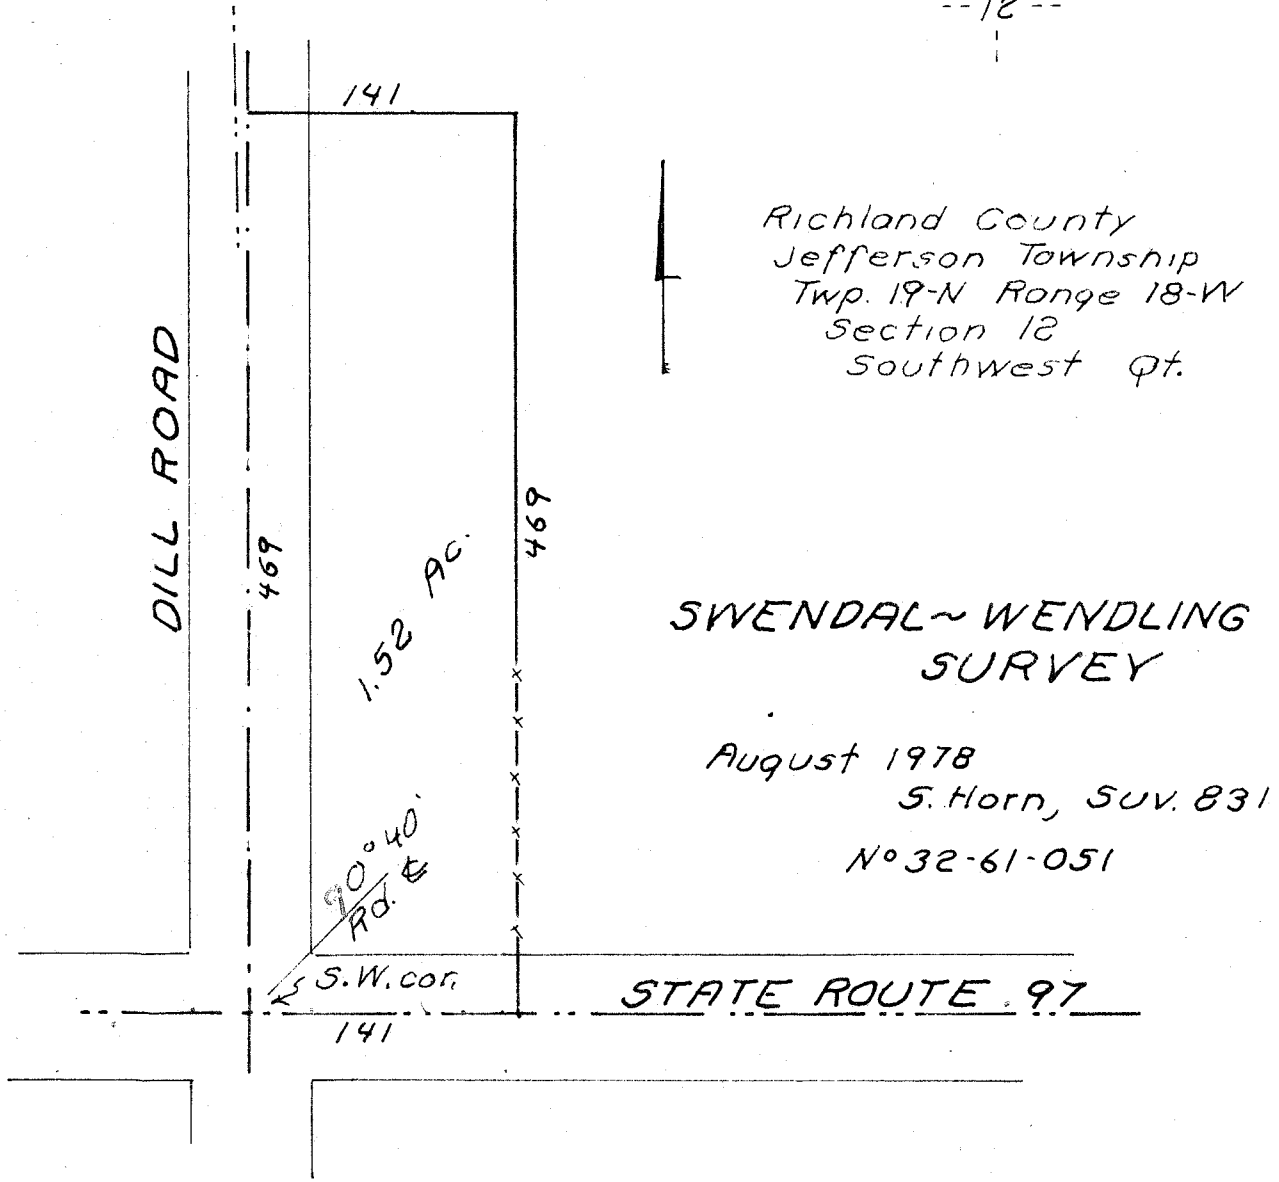 --12--
141
Richland County
Jefferson Township
Twp. 19-N Range 18-W
Section 12
Southwest Qt.
DILL ROAD
469
469
1.52 Ac.
SWENDAL~WENDLING
SURVEY
August 1978
S. Horn, Suv. 831
Nº 32-61-051
90°40'
Rd. ℄
S.W. cor.
STATE ROUTE 97
141